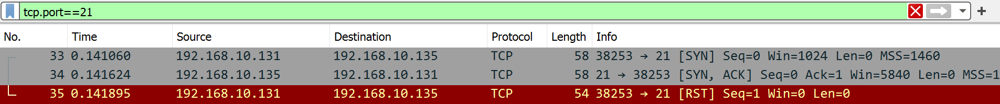 tcp.port==21
No. Time Source Destination Protocol Length Info
33 0.141060 192.168.10.131 192.168.10.135 TCP 58 38253 → 21 [SYN] Seq=0 Win=1024 Len=0 MSS=1460
34 0.141624 192.168.10.135 192.168.10.131 TCP 58 21 → 38253 [SYN, ACK] Seq=0 Ack=1 Win=5840 Len=0 MSS=1
35 0.141895 192.168.10.131 192.168.10.135 TCP 54 38253 → 21 [RST] Seq=1 Win=0 Len=0